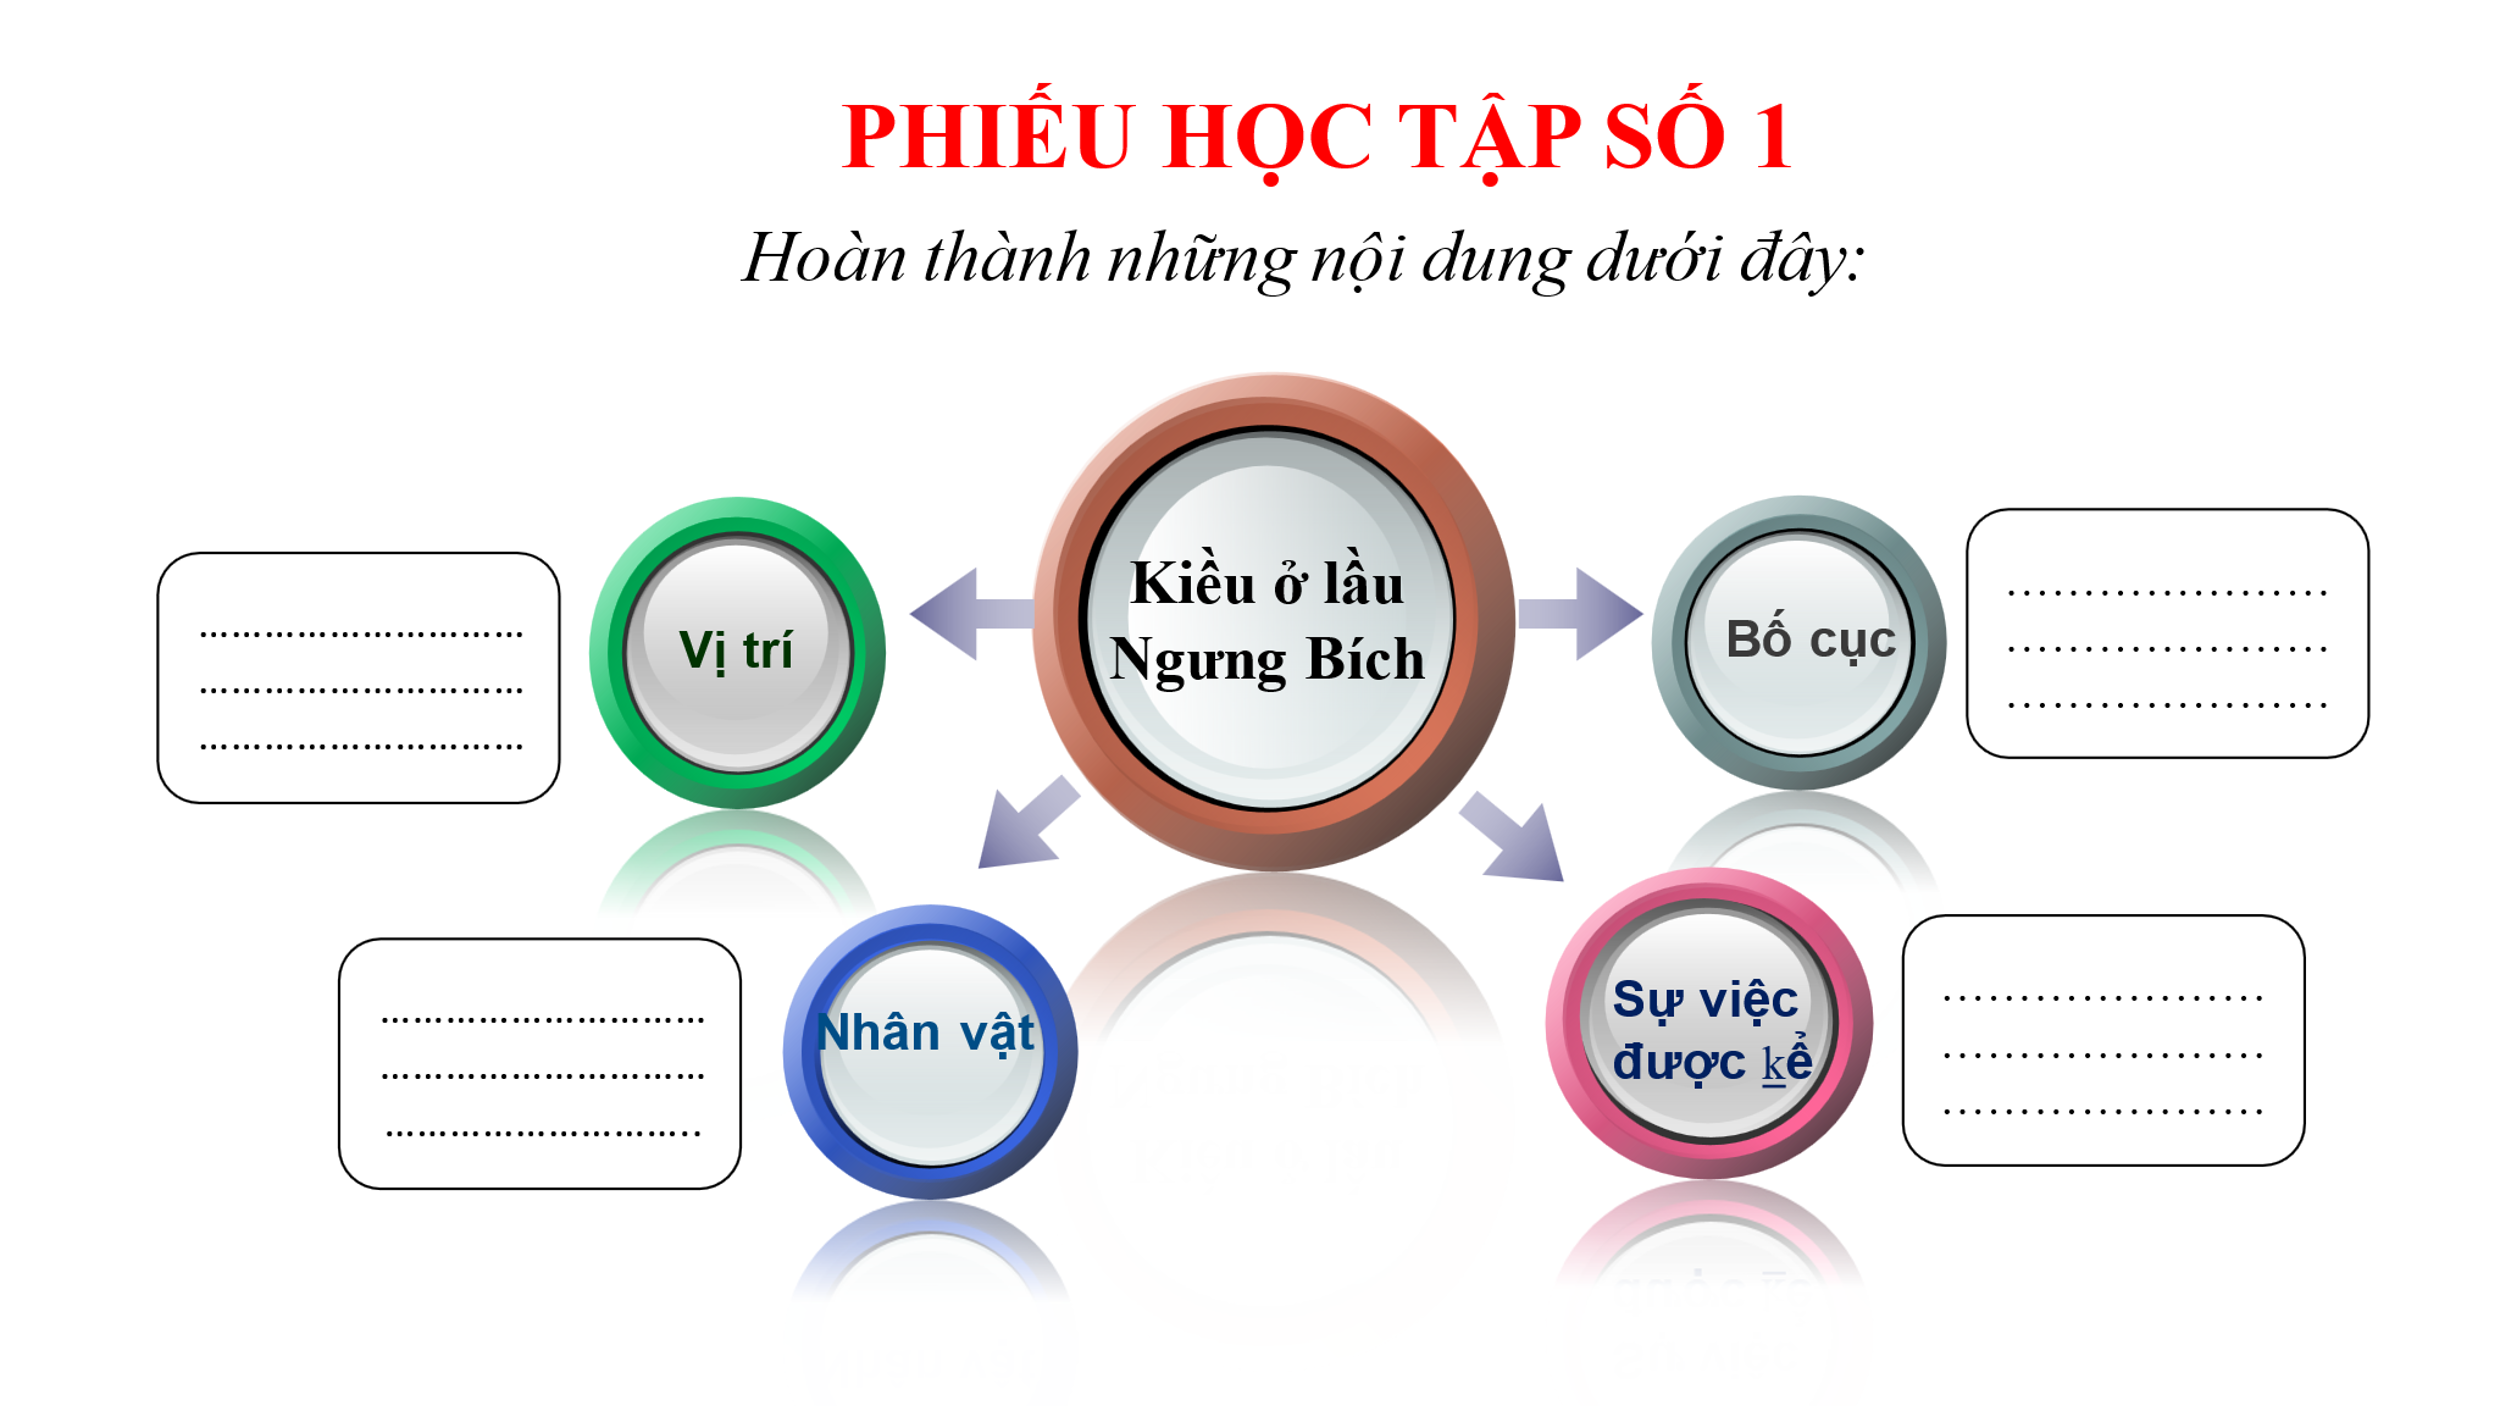 PHIẾU HỌC TẬP SỐ 1
Hoàn thành những nội dung dưới đây:
Kiều ở lầu
Ngưng Bích
Vị trí
Bố cục
Nhân vật
Sự việc
được kể